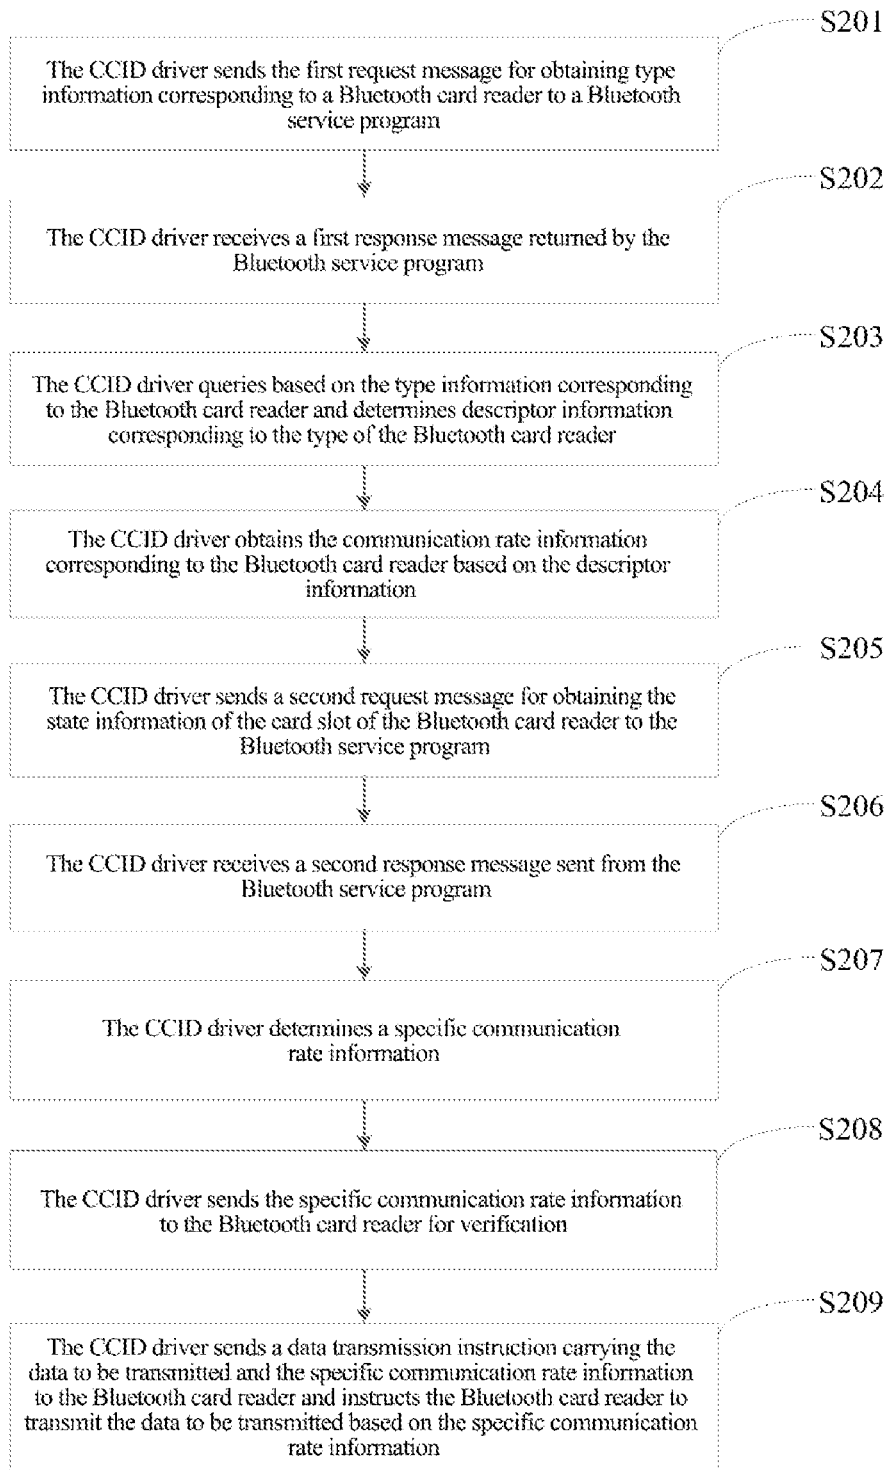 S201
The CCID driver sends the first request message for obtaining type
information corresponding to a Bluetooth card reader to a Bluetooth
service program
S202
The CCID driver receives a first response message returned by the
Bluetooth service program
S203
The CCID driver queries based on the type information corresponding
to the Bluetooth card reader and determines descriptor information
corresponding to the type of the Bluetooth card reader
S204
The CCID driver obtains the communication rate information
corresponding to the Bluetooth card reader based on the descriptor
information
S205
The CCID driver sends a second request message for obtaining the
state information of the card slot of the Bluetooth card reader to the
Bluetooth service program
S206
The CCID driver receives a second response message sent from the
Bluetooth service program
S207
The CCID driver determines a specific communication
rate information
S208
The CCID driver sends the specific communication rate information
to the Bluetooth card reader for verification
S209
The CCID driver sends a data transmission instruction carrying the
data to be transmitted and the specific communication rate information
to the Bluetooth card reader and instructs the Bluetooth card reader to
transmit the data to be transmitted based on the specific communication
rate information